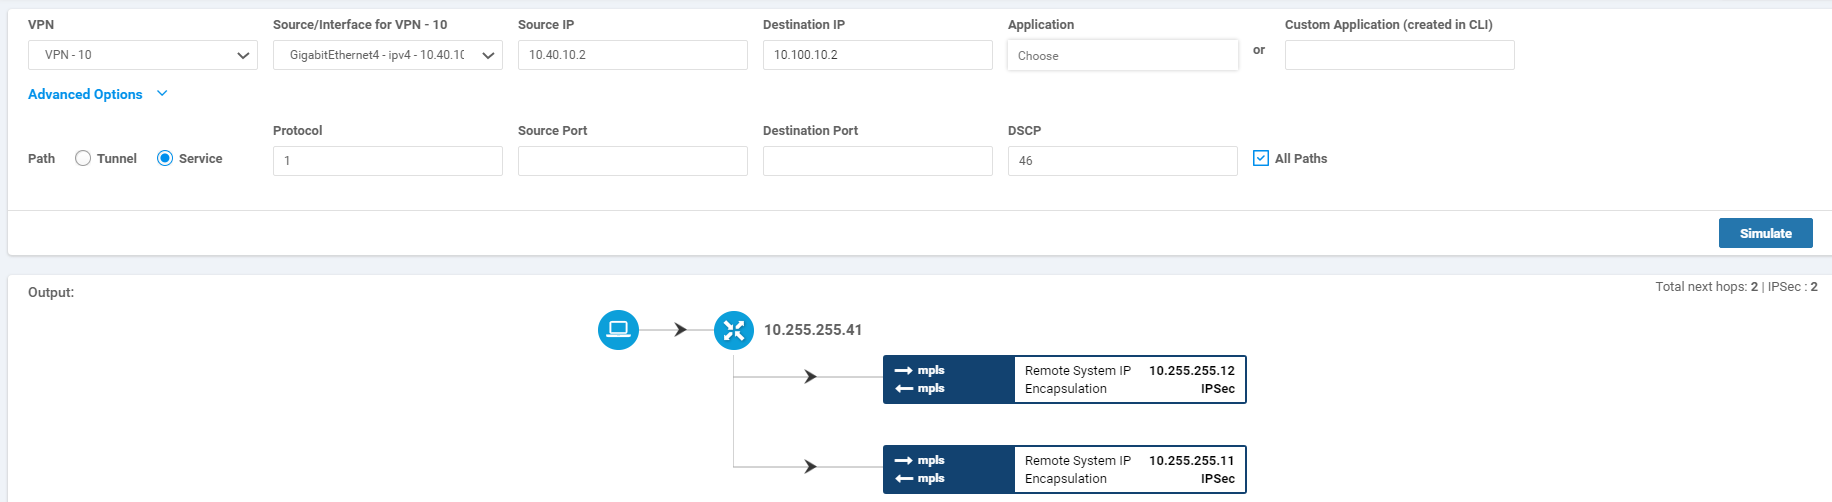 VPN
Source/Interface for VPN - 10
Source IP
Destination IP
Application
Custom Application (created in CLI)
VPN - 10
GigabitEthernet4 - ipv4 - 10.40.10
10.40.10.2
10.100.10.2
Choose
or
Advanced Options
Protocol
Source Port
Destination Port
DSCP
Path
Tunnel
Service
1
46
All Paths
Simulate
Output:
Total next hops: 2 | IPSec : 2
10.255.255.41
mpls
mpls
Remote System IP 10.255.255.12
Encapsulation IPSec
mpls
mpls
Remote System IP 10.255.255.11
Encapsulation IPSec